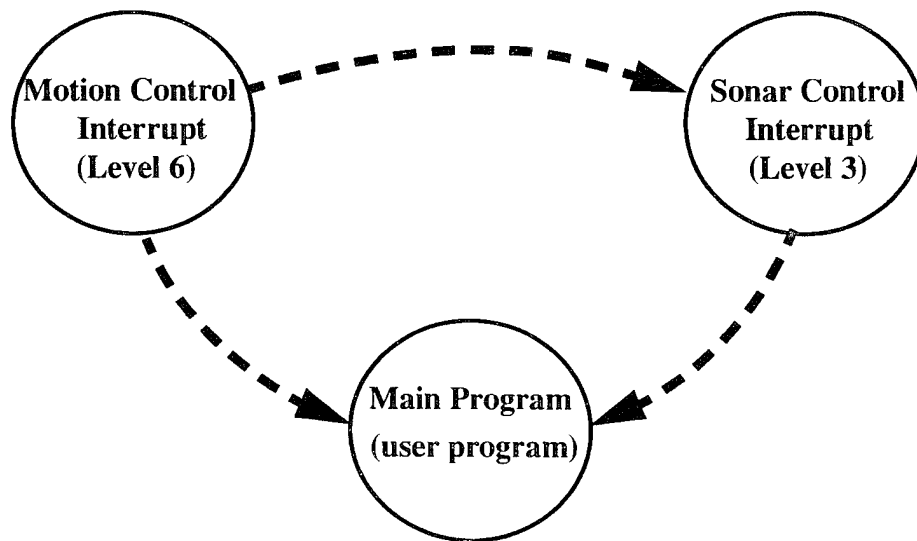 Motion Control
Interrupt
(Level 6)
Sonar Control
Interrupt
(Level 3)
Main Program
(user program)